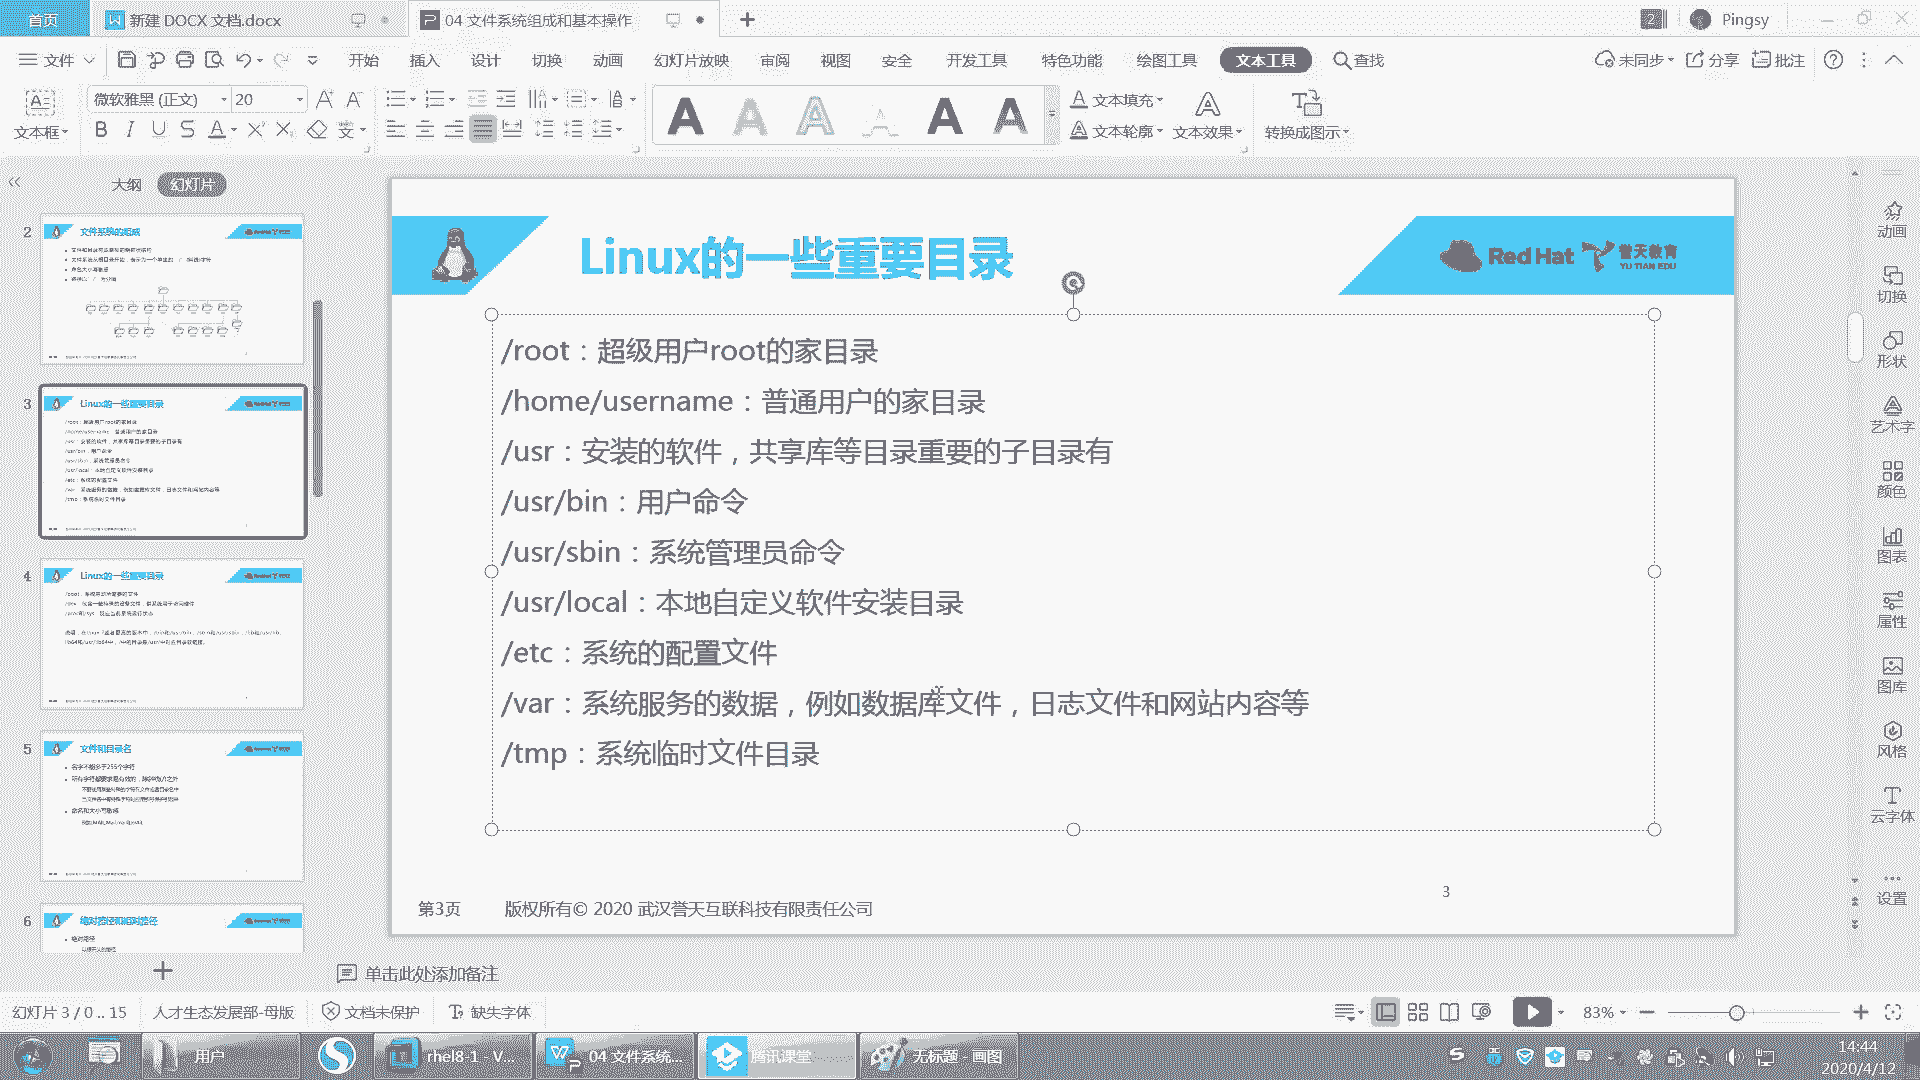 首页
新建 DOCX 文档.docx
04 文件系统组成和基本操作
2
Pingsy
文件
开始 插入 设计 切换 动画 幻灯片放映 审阅 视图 安全 开发工具 特色功能 绘图工具 文本工具 查找
未同步 分享 批注
文本框
微软雅黑 (正文) 20
文本填充
文本轮廓
文本效果
转换成图示
大纲 幻灯片
2 文件系统的组成
3 Linux的一些重要目录
4 Linux的一些重要目录
5 文件和目录名
名字不能多于255个字符
6 绝对路径和相对路径
绝对路径
Linux的一些重要目录
Red Hat 誉天教育
YU TIAN EDU
/root：超级用户root的家目录
/home/username：普通用户的家目录
/usr：安装的软件，共享库等目录重要的子目录有
/usr/bin：用户命令
/usr/sbin：系统管理员命令
/usr/local：本地自定义软件安装目录
/etc：系统的配置文件
/var：系统服务的数据，例如数据库文件，日志文件和网站内容等
/tmp：系统临时文件目录
3
第3页 版权所有© 2020 武汉誉天互联科技有限责任公司
动画
切换
形状
艺术字
颜色
图表
属性
图库
风格
云字体
设置
单击此处添加备注
幻灯片 3 / 0 .. 15 人才生态发展部-母版 文档未保护 缺失字体
83%
用户
rhel8-1 - V...
04 文件系统...
腾讯课堂
无标题 - 画图
14:44
2020/4/12